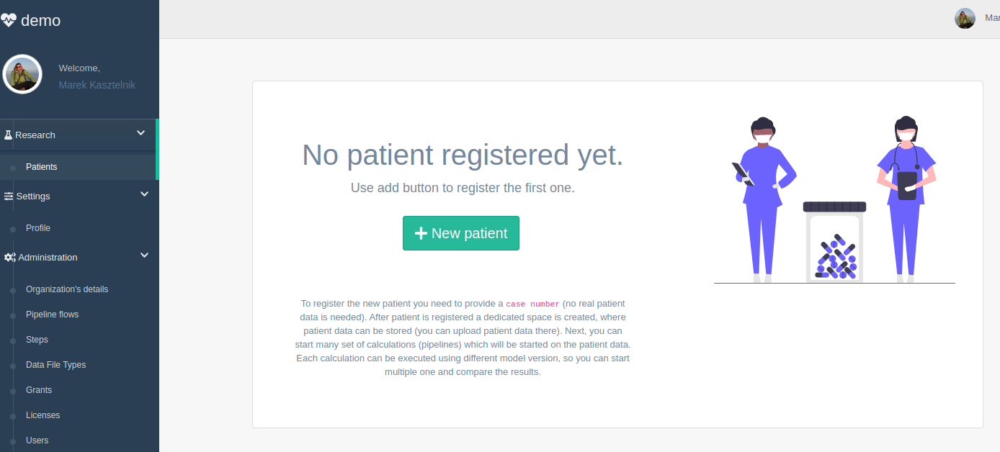 demo
Welcome,
Marek Kasztelnik
Research
Patients
Settings
Profile
Administration
Organization's details
Pipeline flows
Steps
Data File Types
Grants
Licenses
Users
Mar
No patient registered yet.
Use add button to register the first one.
New patient
To register the new patient you need to provide a case number (no real patient
data is needed). After patient is registered a dedicated space is created, where
patient data can be stored (you can upload patient data there). Next, you can
start many set of calculations (pipelines) which will be started on the patient data.
Each calculation can be executed using different model version, so you can start
multiple one and compare the results.